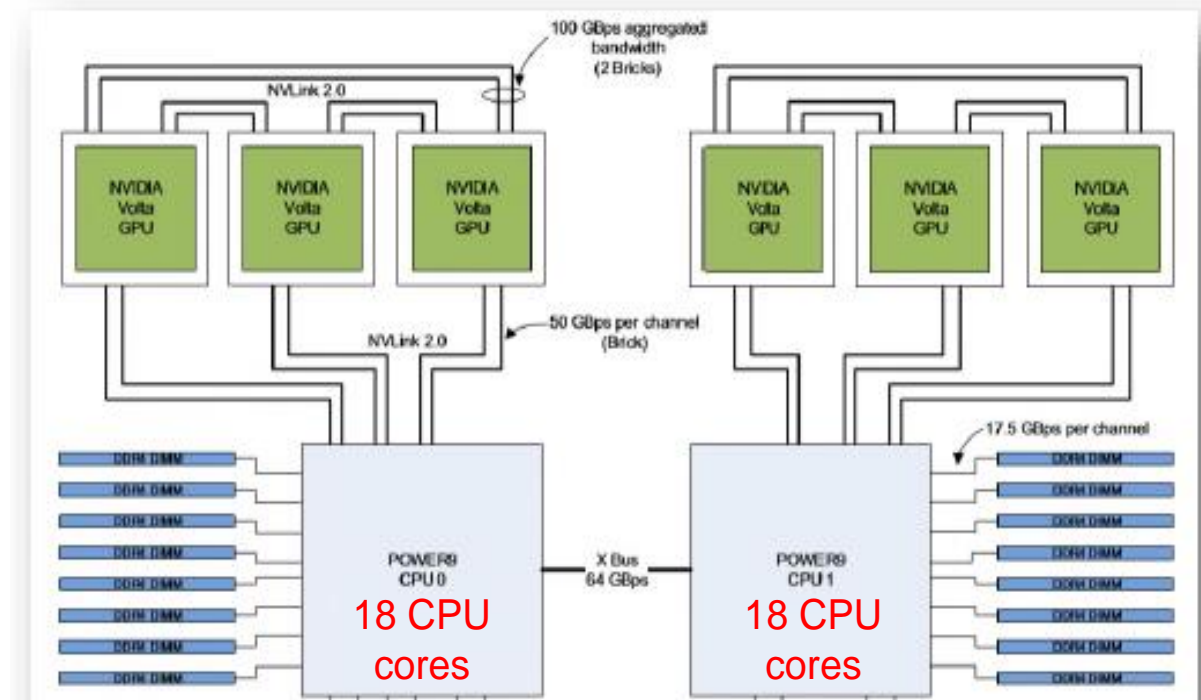 100 GBps aggregated
bandwidth
(2 Bricks)
NVLink 2.0
NVIDIA
Volta
GPU
NVIDIA
Volta
GPU
NVIDIA
Volta
GPU
NVIDIA
Volta
GPU
NVIDIA
Volta
GPU
NVIDIA
Volta
GPU
50 GBps per channel
(Brick)
NVLink 2.0
17.5 GBps per channel
DDR4 DIMM
DDR4 DIMM
DDR4 DIMM
DDR4 DIMM
DDR4 DIMM
DDR4 DIMM
DDR4 DIMM
DDR4 DIMM
POWER9
CPU 0
18 CPU
cores
X Bus
64 GBps
POWER9
CPU 1
18 CPU
cores
DDR4 DIMM
DDR4 DIMM
DDR4 DIMM
DDR4 DIMM
DDR4 DIMM
DDR4 DIMM
DDR4 DIMM
DDR4 DIMM